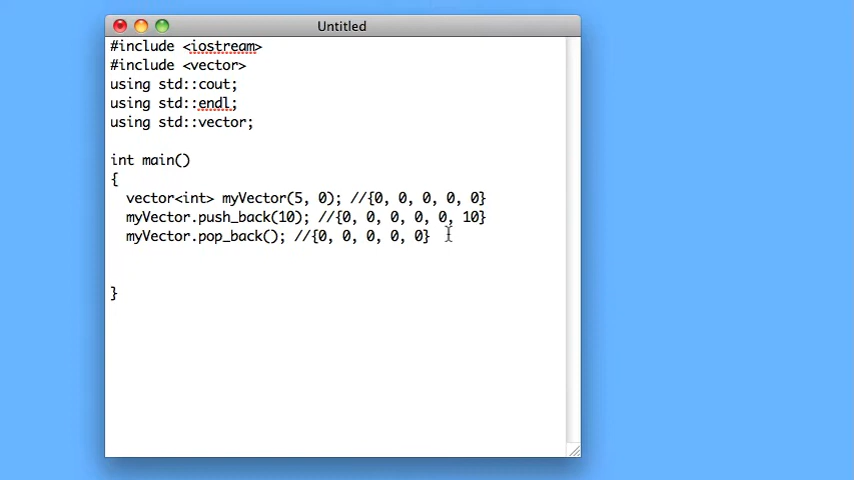 Untitled
#include <iostream>
#include <vector>
using std::cout;
using std::endl;
using std::vector;
int main()
{
vector<int> myVector(5, 0); //{0, 0, 0, 0, 0}
myVector.push_back(10); //{0, 0, 0, 0, 0, 10}
myVector.pop_back(); //{0, 0, 0, 0, 0}
}